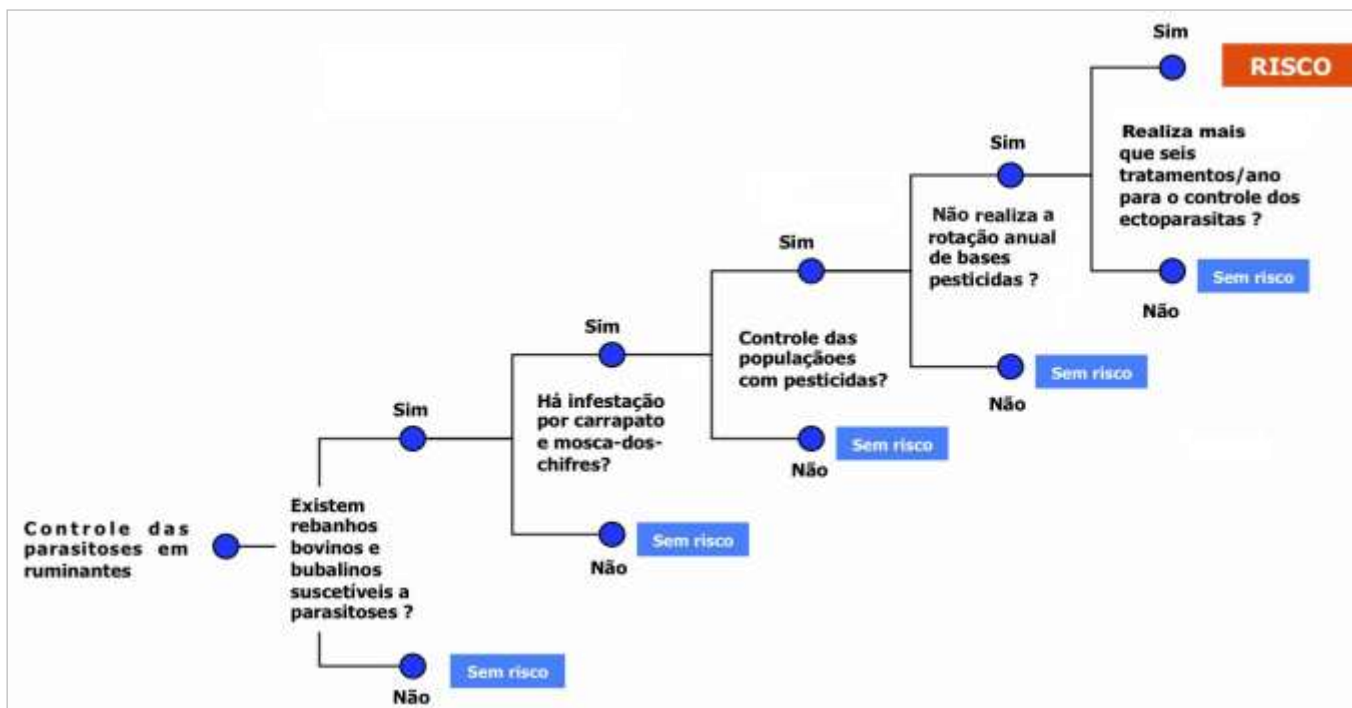 Controle das
parasitoses em
ruminantes
Existem
rebanhos
bovinos e
bubalinos
suscetíveis a
parasitoses ?
Sim
Não
Sem risco
Há infestação
por carrapato
e mosca-dos-
chifres?
Sim
Não
Sem risco
Controle das
populaçãoes
com pesticidas?
Sim
Não
Sem risco
Não realiza a
rotação anual
de bases
pesticidas ?
Sim
Não
Sem risco
Realiza mais
que seis
tratamentos/ano
para o controle dos
ectoparasitas ?
Sim
RISCO
Não
Sem risco